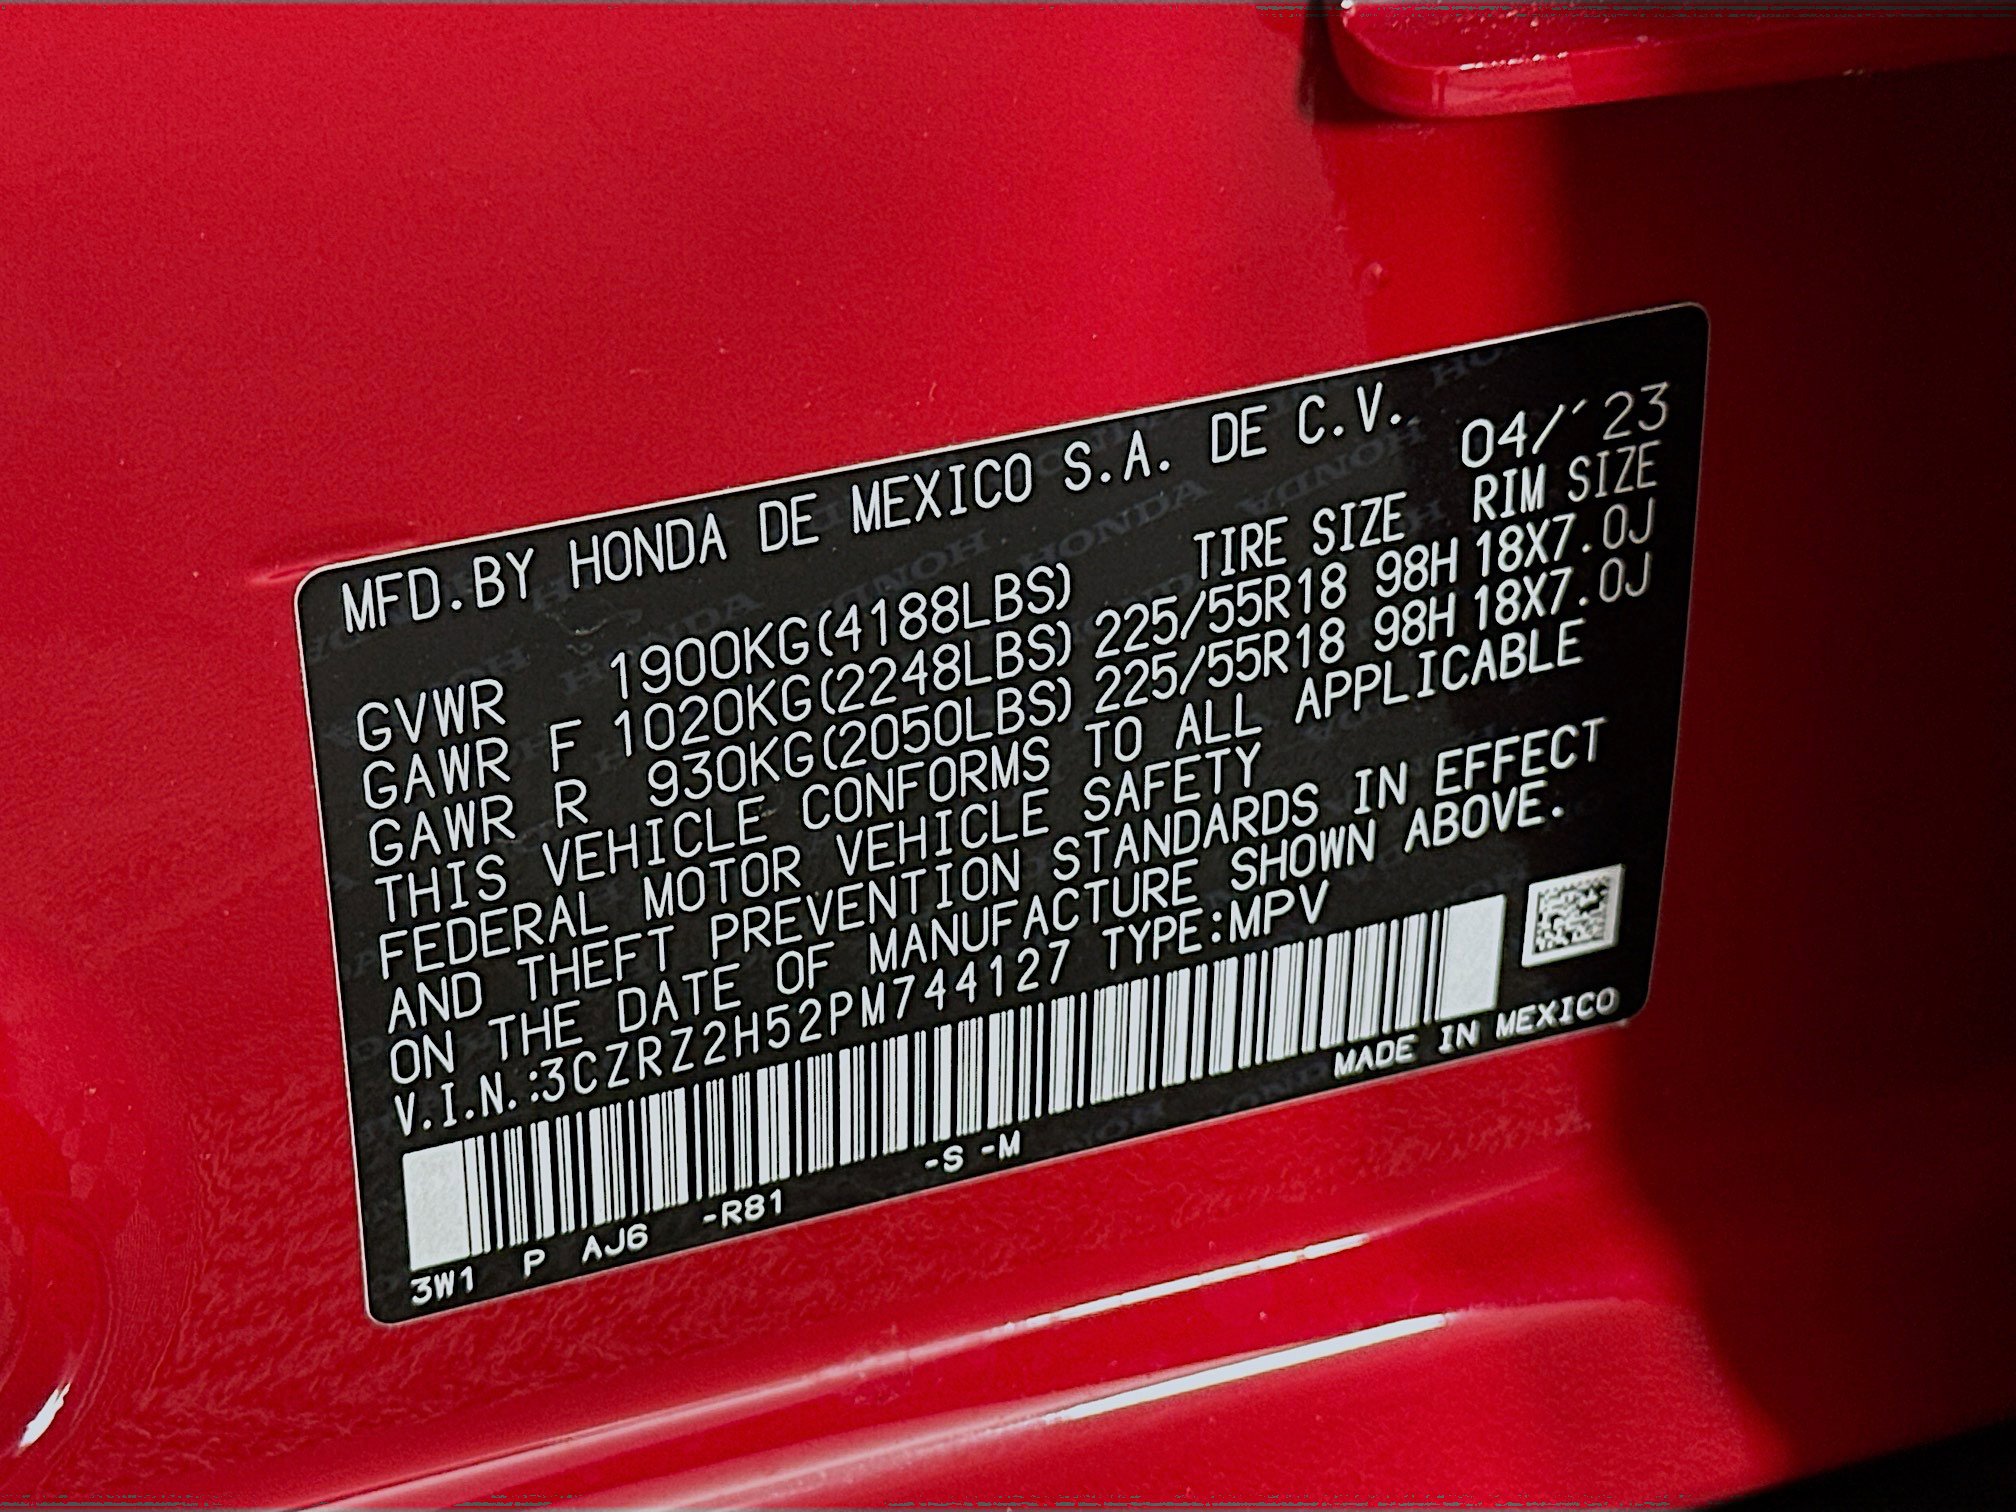 MFD.BY HONDA DE MEXICO S.A. DE C.V. 04/´23
TIRE SIZE RIM SIZE
GVWR 1900KG(4188LBS)
GAWR F 1020KG(2248LBS) 225/55R18 98H 18X7.0J
GAWR R 930KG(2050LBS) 225/55R18 98H 18X7.0J
THIS VEHICLE CONFORMS TO ALL APPLICABLE
FEDERAL MOTOR VEHICLE SAFETY
AND THEFT PREVENTION STANDARDS IN EFFECT
ON THE DATE OF MANUFACTURE SHOWN ABOVE.
V.I.N.:3CZRZ2H52PM744127 TYPE:MPV
MADE IN MEXICO
3W1 P AJ6 -R81 -S -M